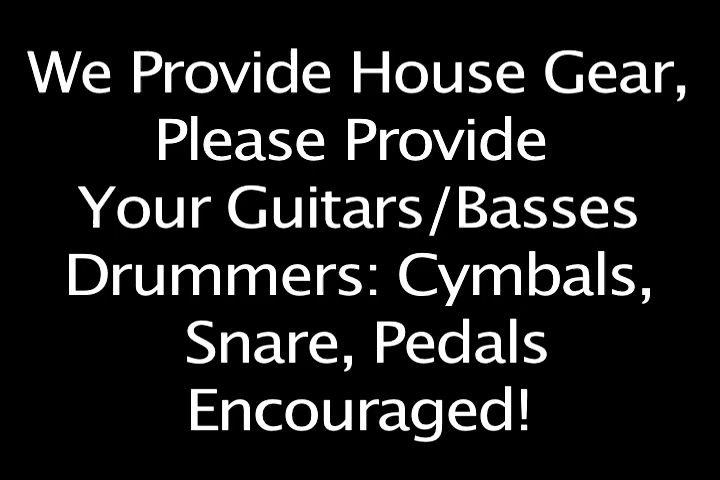 We Provide House Gear,
Please Provide
Your Guitars/Basses
Drummers: Cymbals,
Snare, Pedals
Encouraged!